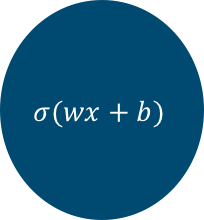 𝜎(𝑤𝑥 + 𝑏)